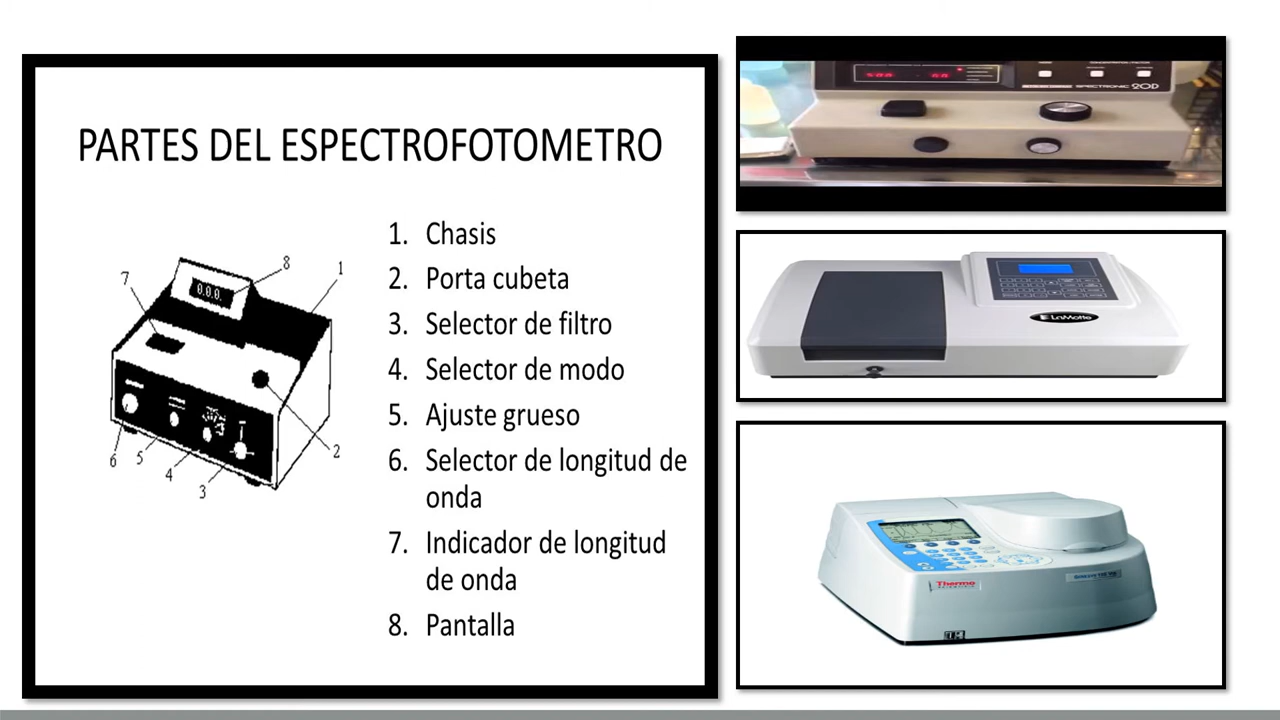 PARTES DEL ESPECTROFOTOMETRO
1. Chasis
2. Porta cubeta
3. Selector de filtro
4. Selector de modo
5. Ajuste grueso
6. Selector de longitud de
onda
7. Indicador de longitud
de onda
8. Pantalla
7
8
1
0.0.0.
6
5
4
3
2
SPECTRONIC 20D
LaMotte
Thermo